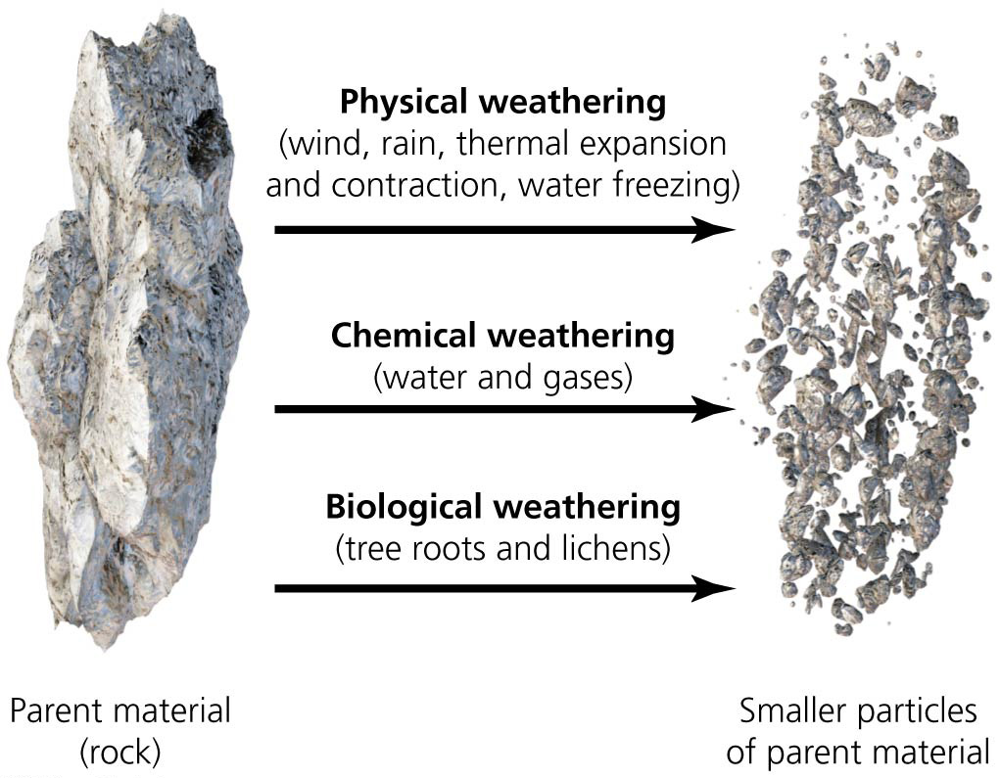 Physical weathering
(wind, rain, thermal expansion
and contraction, water freezing)
Chemical weathering
(water and gases)
Biological weathering
(tree roots and lichens)
Parent material
(rock)
Smaller particles
of parent material